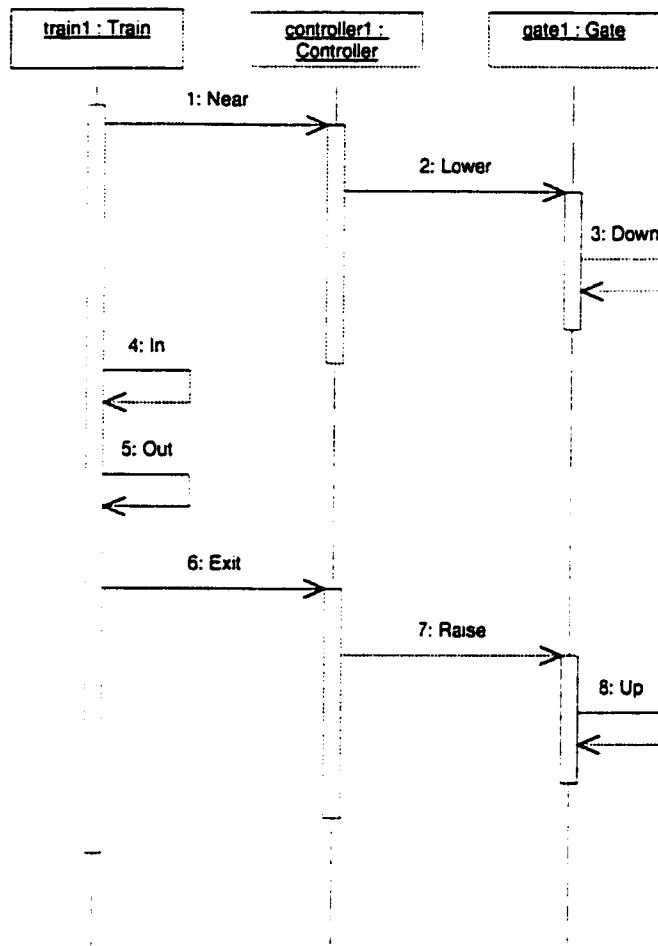 train1 : Train
controller1 :
Controller
gate1 : Gate
1: Near
2: Lower
3: Down
4: In
5: Out
6: Exit
7: Raise
8: Up